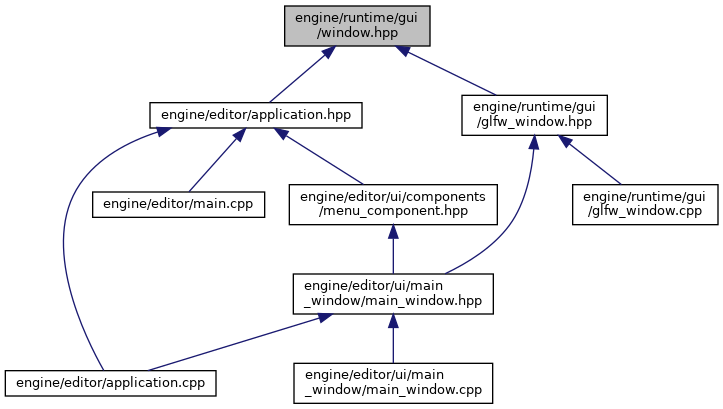 engine/runtime/gui
/window.hpp
engine/editor/application.hpp
engine/runtime/gui
/glfw_window.hpp
engine/editor/main.cpp
engine/editor/ui/components
/menu_component.hpp
engine/runtime/gui
/glfw_window.cpp
engine/editor/ui/main
_window/main_window.hpp
engine/editor/application.cpp
engine/editor/ui/main
_window/main_window.cpp